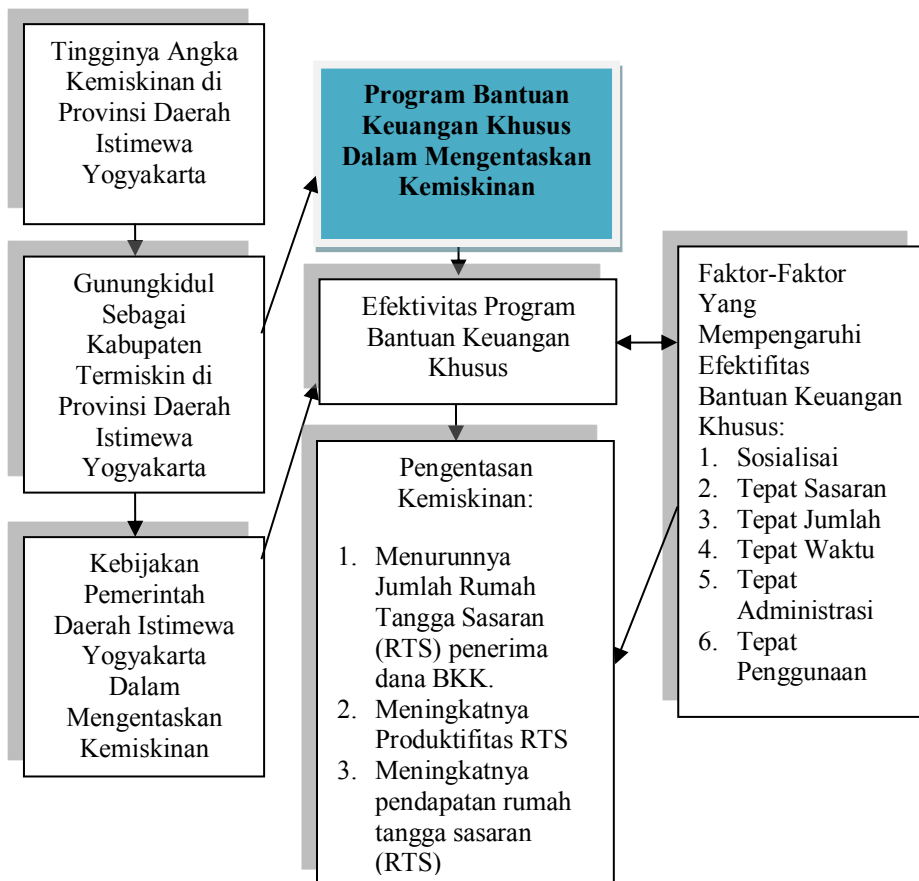 Tingginya Angka
Kemiskinan di
Provinsi Daerah
Istimewa
Yogyakarta
Gunungkidul
Sebagai
Kabupaten
Termiskin di
Provinsi Daerah
Istimewa
Yogyakarta
Kebijakan
Pemerintah
Daerah Istimewa
Yogyakarta
Dalam
Mengentaskan
Kemiskinan
Program Bantuan
Keuangan Khusus
Dalam Mengentaskan
Kemiskinan
Efektivitas Program
Bantuan Keuangan
Khusus
Pengentasan
Kemiskinan:
1. Menurunnya
Jumlah Rumah
Tangga Sasaran
(RTS) penerima
dana BKK.
2. Meningkatnya
Produktifitas RTS
3. Meningkatnya
pendapatan rumah
tangga sasaran
(RTS)
Faktor-Faktor
Yang
Mempengaruhi
Efektifitas
Bantuan Keuangan
Khusus:
1. Sosialisai
2. Tepat Sasaran
3. Tepat Jumlah
4. Tepat Waktu
5. Tepat
Administrasi
6. Tepat
Penggunaan